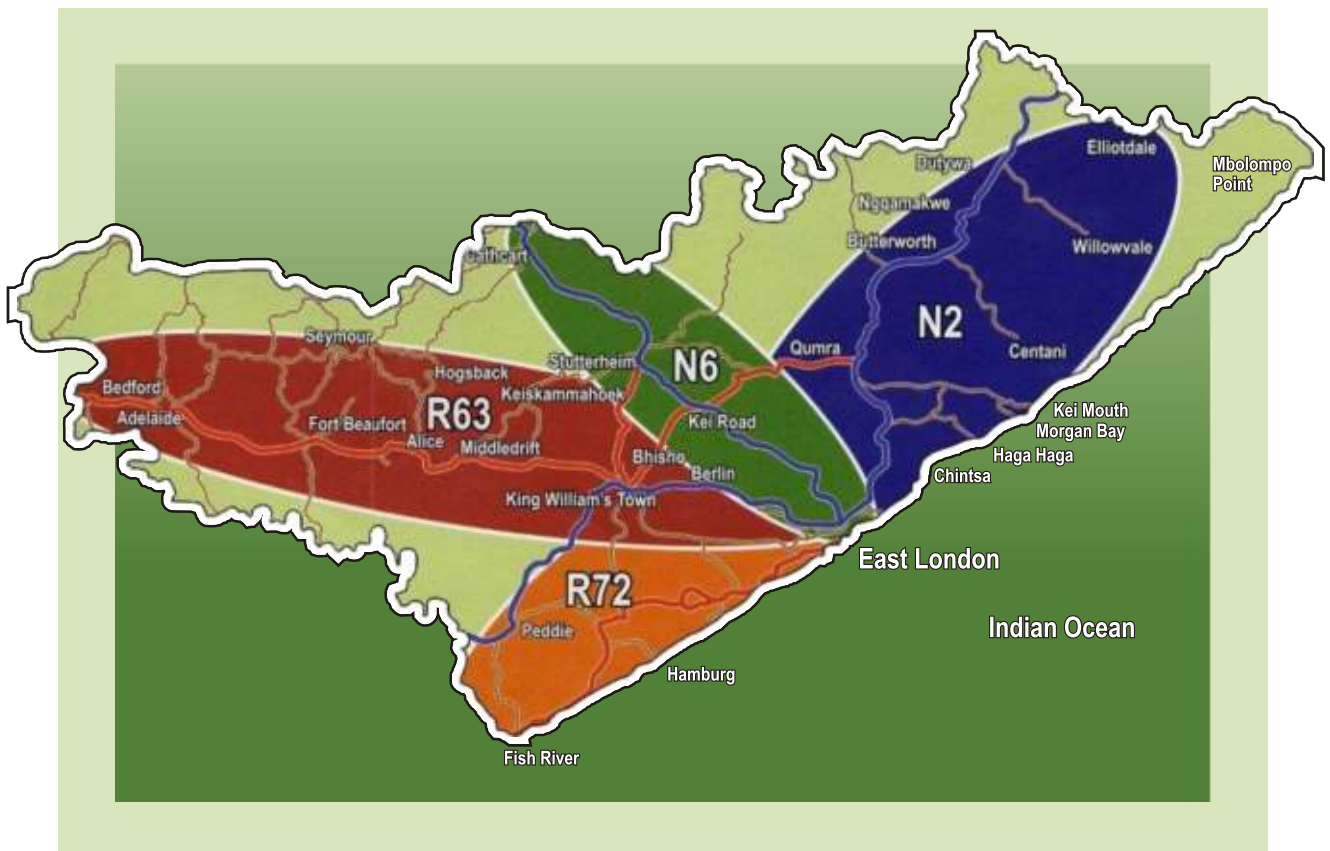 Elliotdale
Mbolompo
Point
Dutywa
Ngqamakwe
Butterworth
Willowvale
Cathcart
N2
Seymour
Qumra
Centani
Stutterheim
N6
Hogsback
Bedford
Keiskammahoek
Adelaide
R63
Kei Mouth
Fort Beaufort
Kei Road
Morgan Bay
Alice
Middledrift
Bhisho
Haga Haga
Berlin
Chintsa
King William's Town
East London
R72
Peddie
Indian Ocean
Hamburg
Fish River